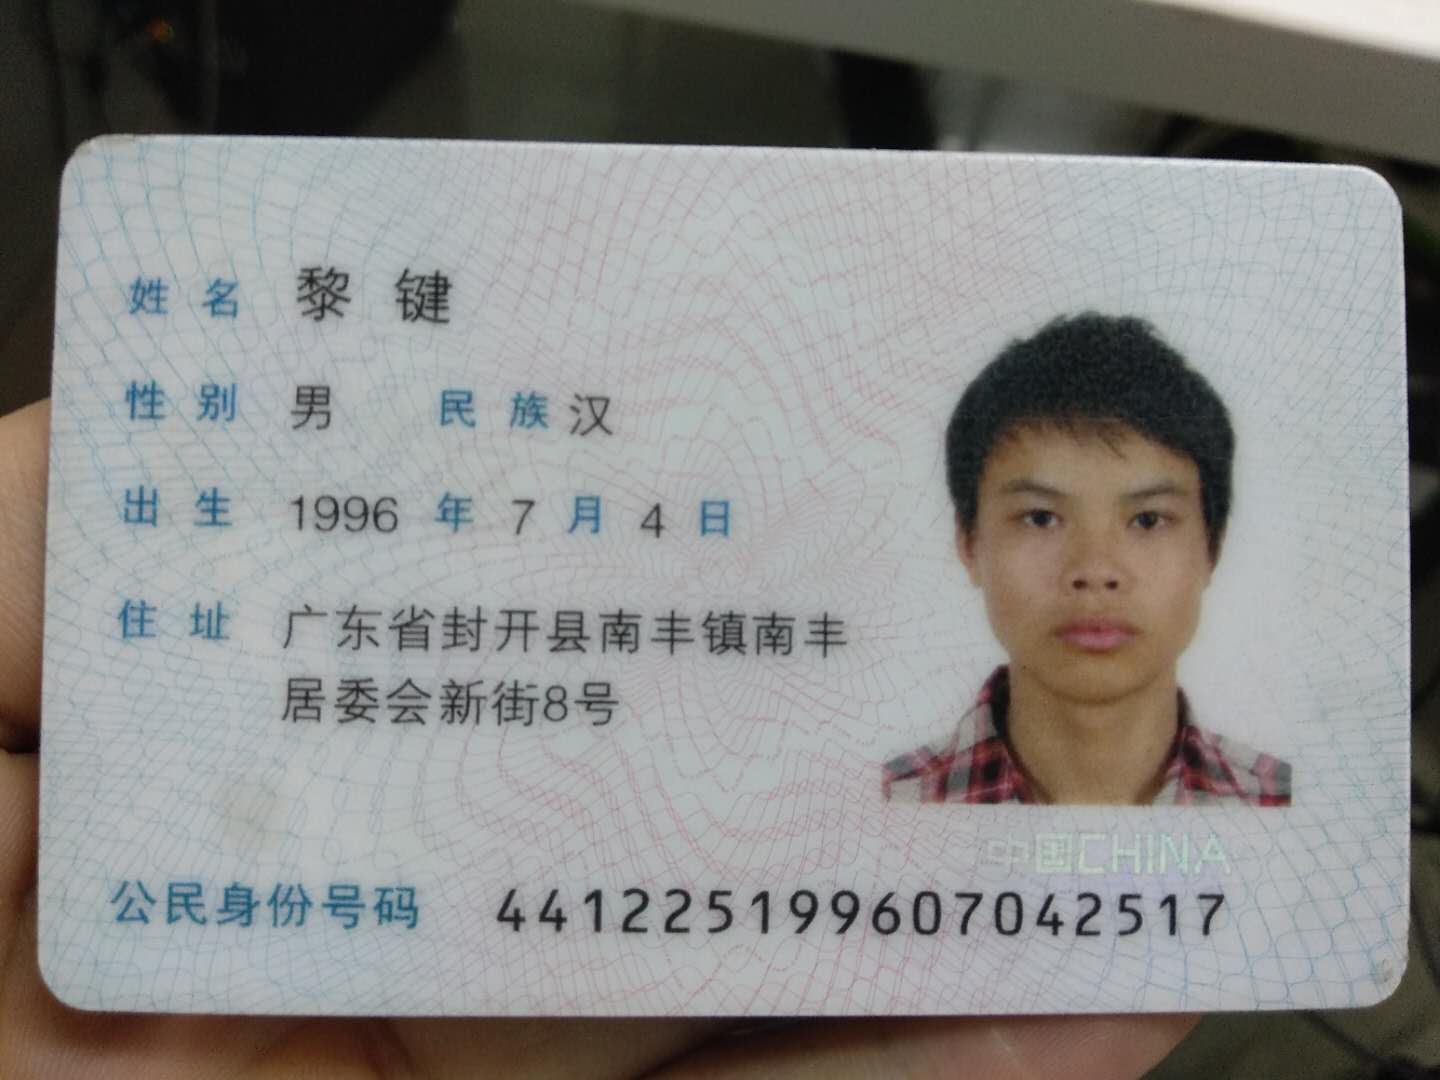 姓名 黎键
性别 男 民族 汉
出生 1996 年 7 月 4 日
住址 广东省封开县南丰镇南丰
居委会新街8号
中国CHINA
公民身份号码 441225199607042517